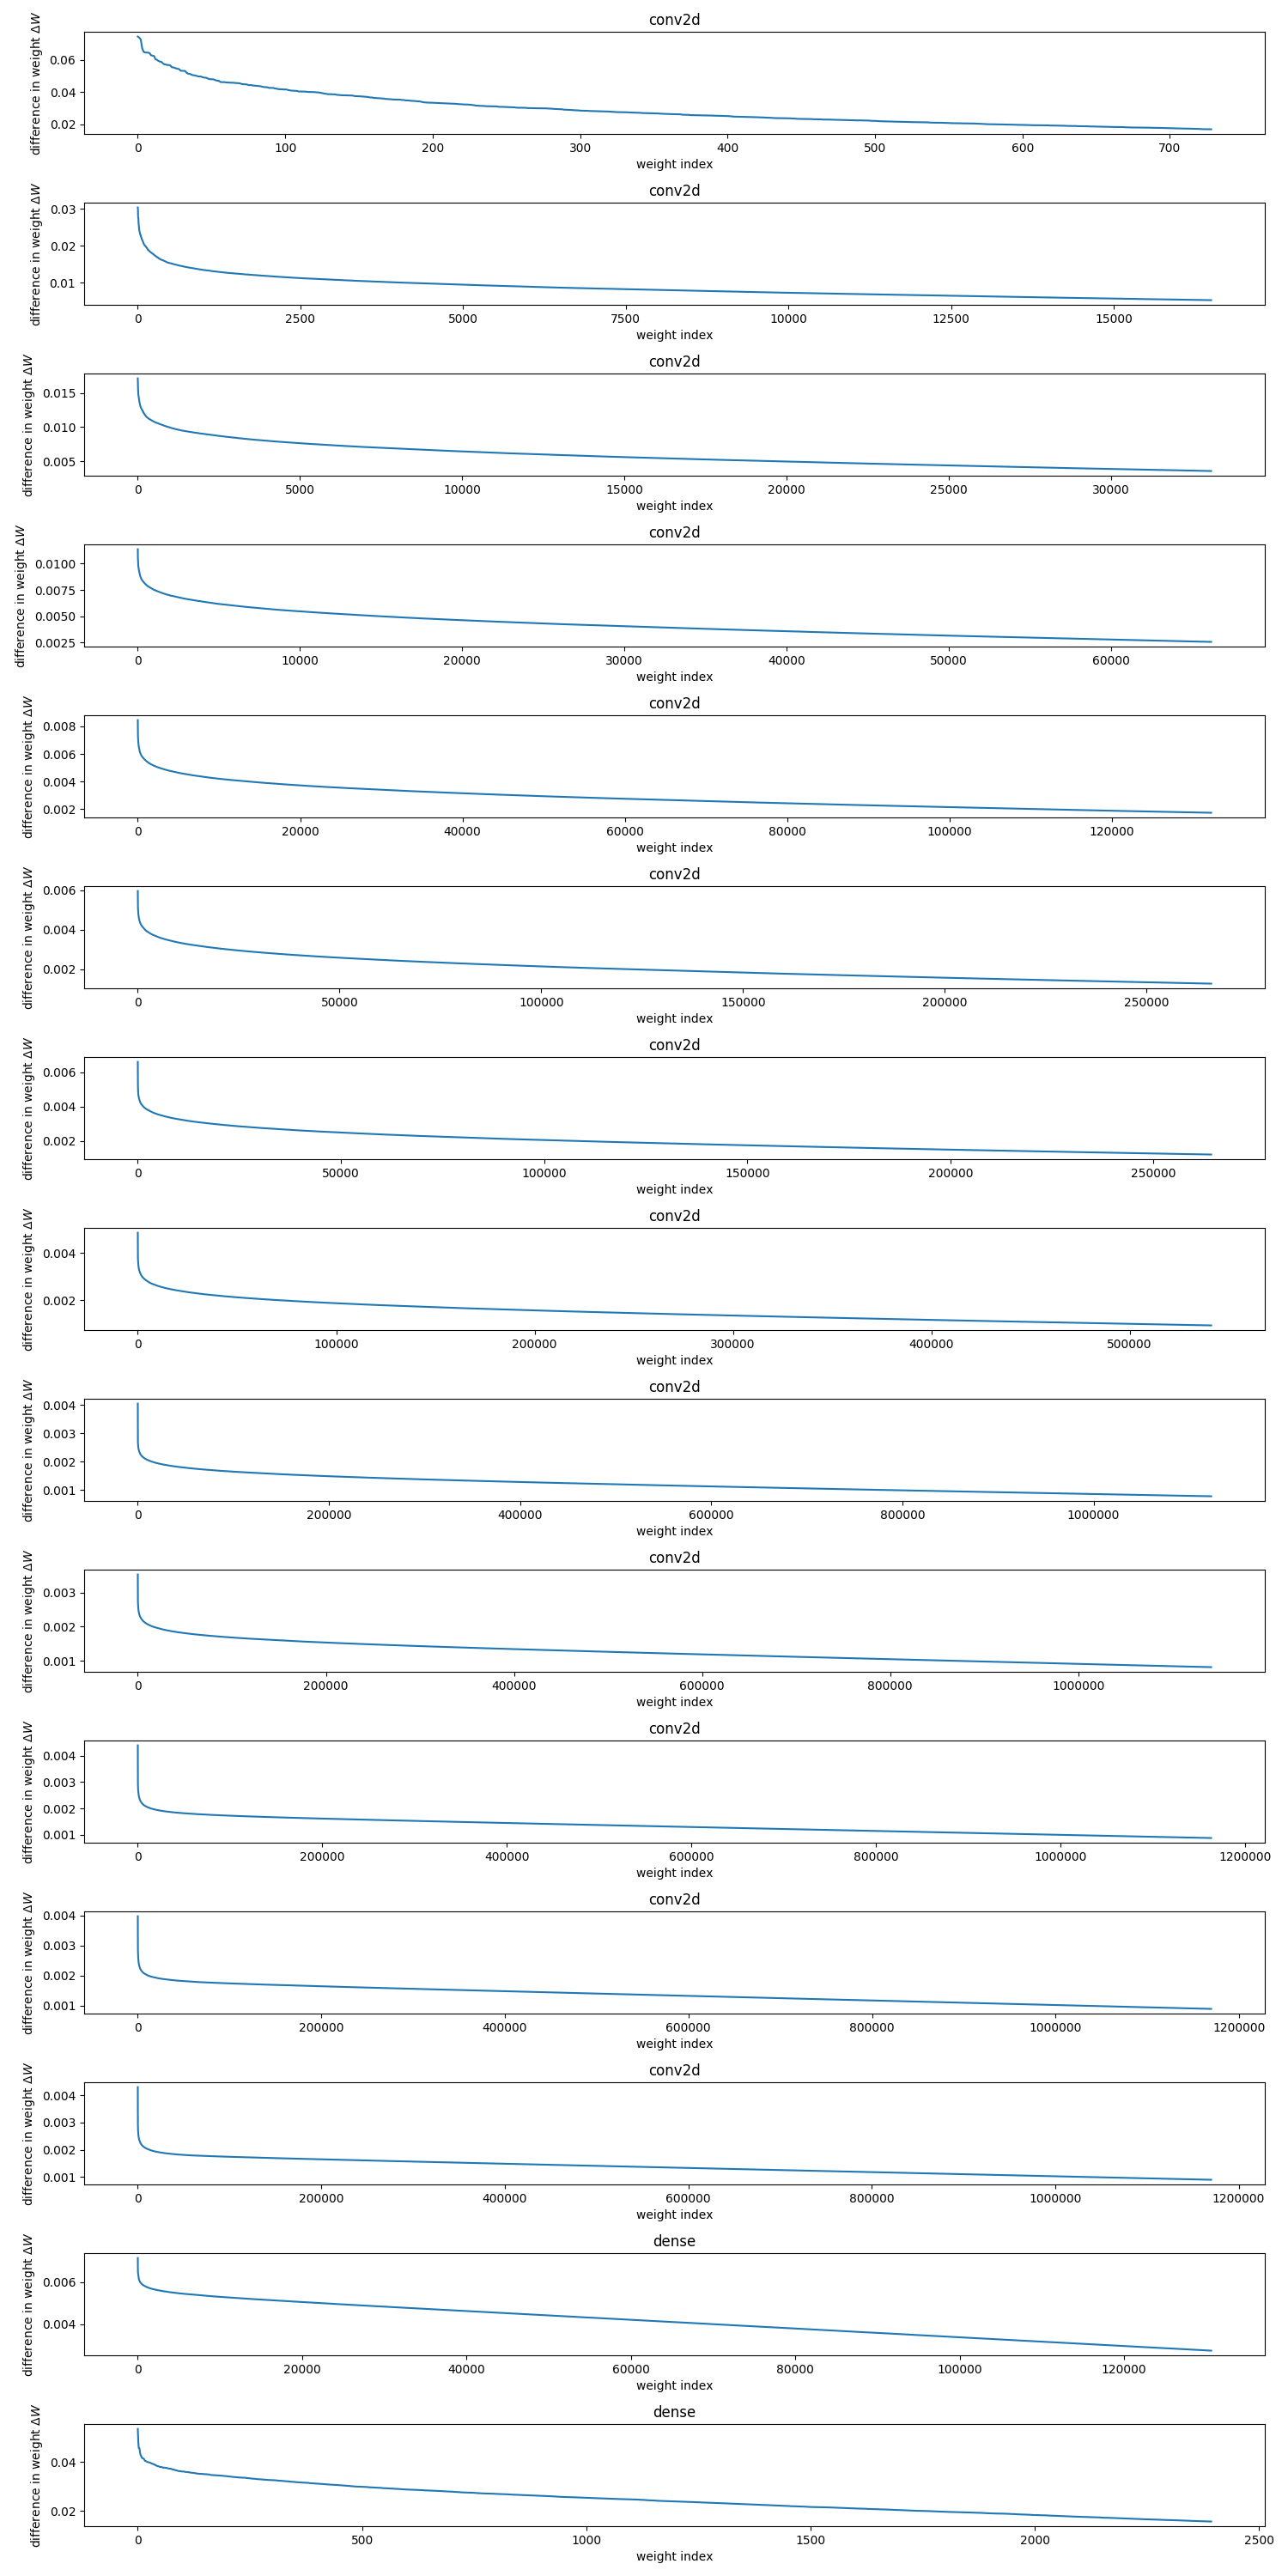 conv2d
difference in weight ΔW
0.06
0.04
0.02
0 100 200 300 400 500 600 700
weight index
conv2d
difference in weight ΔW
0.03
0.02
0.01
0 2500 5000 7500 10000 12500 15000
weight index
conv2d
difference in weight ΔW
0.015
0.010
0.005
0 5000 10000 15000 20000 25000 30000
weight index
conv2d
difference in weight ΔW
0.0100
0.0075
0.0050
0.0025
0 10000 20000 30000 40000 50000 60000
weight index
conv2d
difference in weight ΔW
0.008
0.006
0.004
0.002
0 20000 40000 60000 80000 100000 120000
weight index
conv2d
difference in weight ΔW
0.006
0.004
0.002
0 50000 100000 150000 200000 250000
weight index
conv2d
difference in weight ΔW
0.006
0.004
0.002
0 50000 100000 150000 200000 250000
weight index
conv2d
difference in weight ΔW
0.004
0.002
0 100000 200000 300000 400000 500000
weight index
conv2d
difference in weight ΔW
0.004
0.003
0.002
0.001
0 200000 400000 600000 800000 1000000
weight index
conv2d
difference in weight ΔW
0.003
0.002
0.001
0 200000 400000 600000 800000 1000000
weight index
conv2d
difference in weight ΔW
0.004
0.003
0.002
0.001
0 200000 400000 600000 800000 1000000 1200000
weight index
conv2d
difference in weight ΔW
0.004
0.003
0.002
0.001
0 200000 400000 600000 800000 1000000 1200000
weight index
conv2d
difference in weight ΔW
0.004
0.003
0.002
0.001
0 200000 400000 600000 800000 1000000 1200000
weight index
dense
difference in weight ΔW
0.006
0.004
0 20000 40000 60000 80000 100000 120000
weight index
dense
difference in weight ΔW
0.04
0.02
0 500 1000 1500 2000 2500
weight index